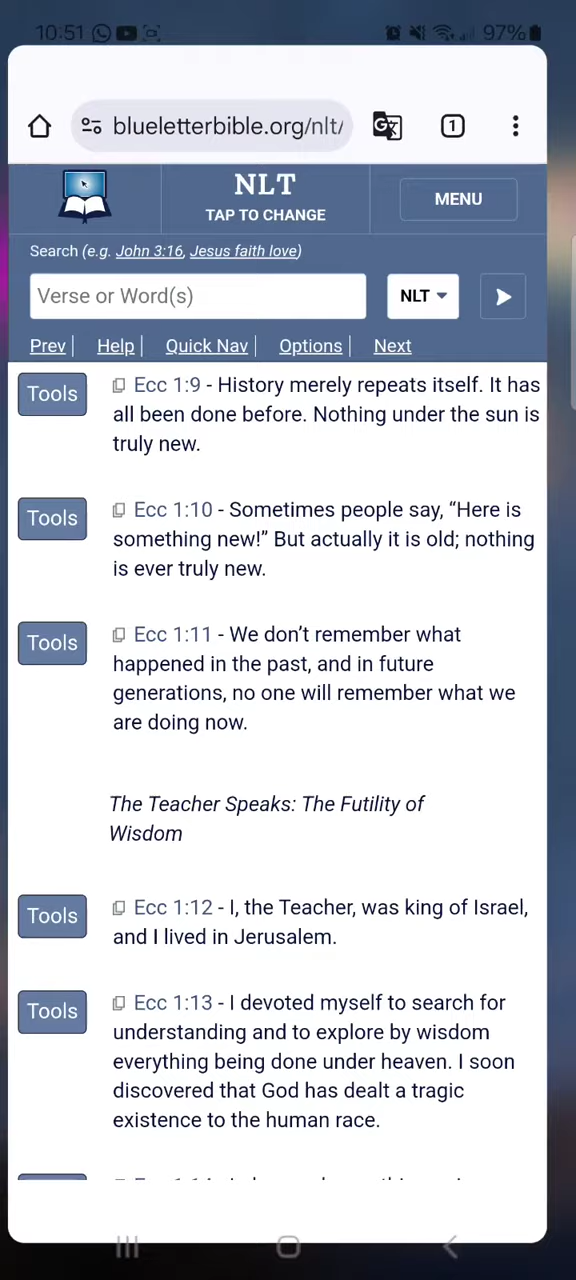 10:51 97%
blueletterbible.org/nlt/ 1
NLT
TAP TO CHANGE
MENU
Search (e.g. John 3:16, Jesus faith love)
Verse or Word(s) NLT
Prev | Help | Quick Nav | Options | Next
Tools Ecc 1:9 - History merely repeats itself. It has
all been done before. Nothing under the sun is
truly new.
Tools Ecc 1:10 - Sometimes people say, “Here is
something new!” But actually it is old; nothing
is ever truly new.
Tools Ecc 1:11 - We don’t remember what
happened in the past, and in future
generations, no one will remember what we
are doing now.
The Teacher Speaks: The Futility of
Wisdom
Tools Ecc 1:12 - I, the Teacher, was king of Israel,
and I lived in Jerusalem.
Tools Ecc 1:13 - I devoted myself to search for
understanding and to explore by wisdom
everything being done under heaven. I soon
discovered that God has dealt a tragic
existence to the human race.